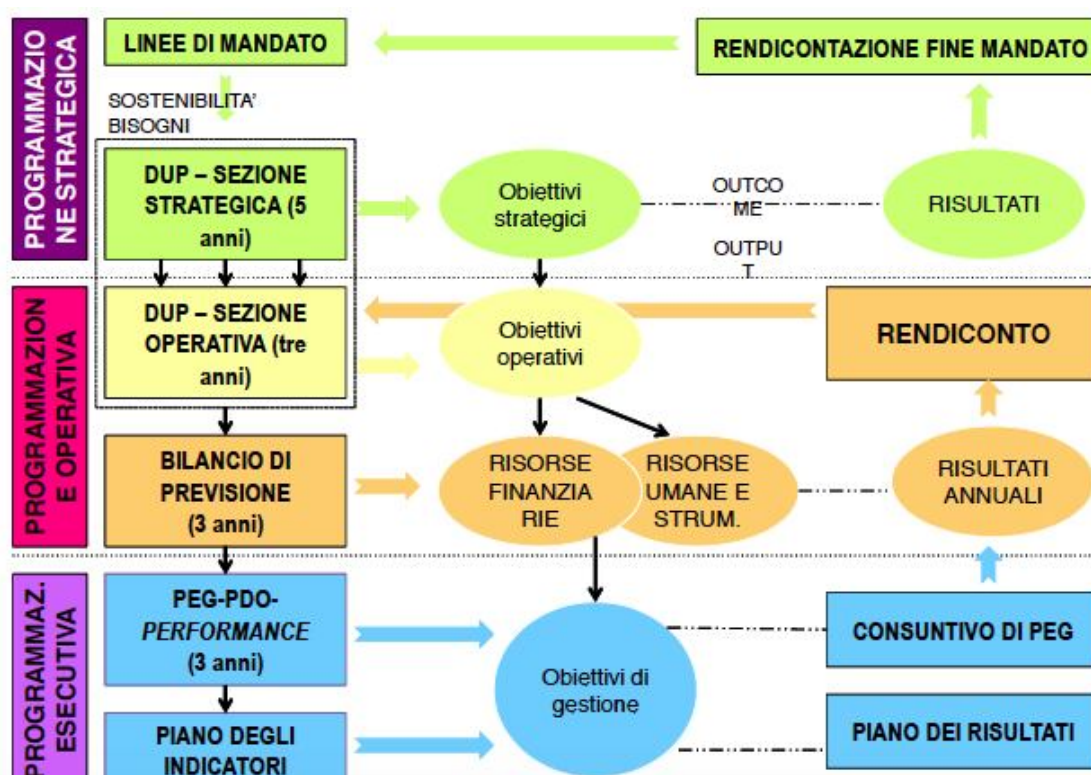 PROGRAMMAZIO
NE STRATEGICA
LINEE DI MANDATO
RENDICONTAZIONE FINE MANDATO
SOSTENIBILITA'
BISOGNI
DUP – SEZIONE
STRATEGICA (5
anni)
Obiettivi
strategici
OUTCO
ME
OUTPU
T
RISULTATI
PROGRAMMAZION
E OPERATIVA
DUP – SEZIONE
OPERATIVA (tre
anni)
Obiettivi
operativi
RENDICONTO
BILANCIO DI
PREVISIONE
(3 anni)
RISORSE
FINANZIA
RIE
RISORSE
UMANE E
STRUM.
RISULTATI
ANNUALI
PROGRAMMAZ.
ESECUTIVA
PEG-PDO-
PERFORMANCE
(3 anni)
Obiettivi di
gestione
CONSUNTIVO DI PEG
PIANO DEGLI
INDICATORI
PIANO DEI RISULTATI